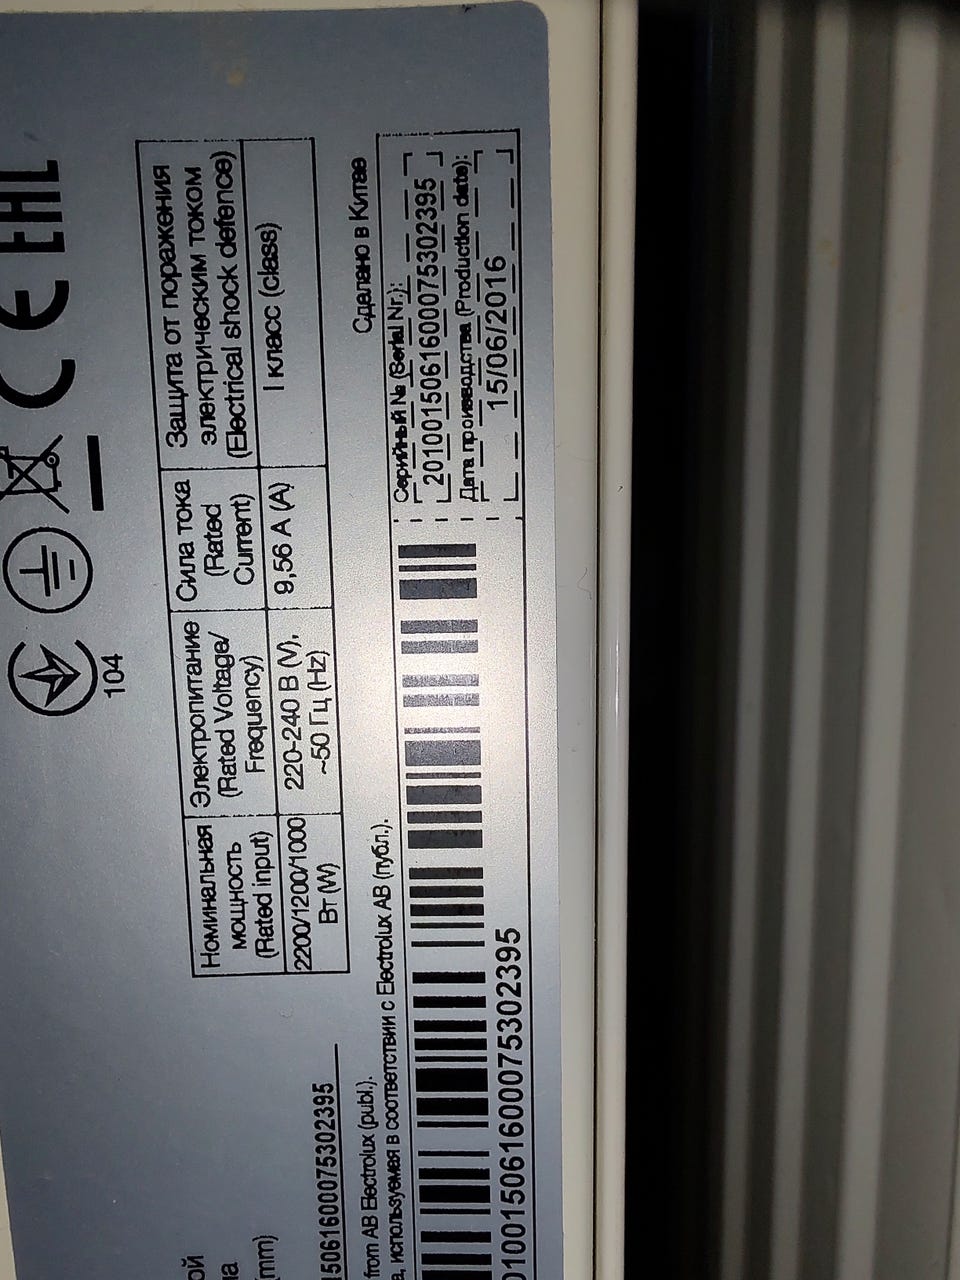 CE EAC
104
Номинальная
мощность
(Rated input)
Электропитание
(Rated Voltage/
Frequency)
Сила тока
(Rated
Current)
Защита от поражения
электрическим током
(Electrical shock defence)
2200/1200/1000
Вт (W)
220-240 В (V),
~50 Гц (Hz)
9,56 А (A)
I класс (class)
Сделано в Китае
(mm)
15061600075302395
from AB Electrolux (publ.).
используемая в соответствии с Electrolux AB (публ.).
Серийный № (Serial Nr.):
2010015061600075302395
Дата производства (Production date):
15/06/2016
010015061600075302395